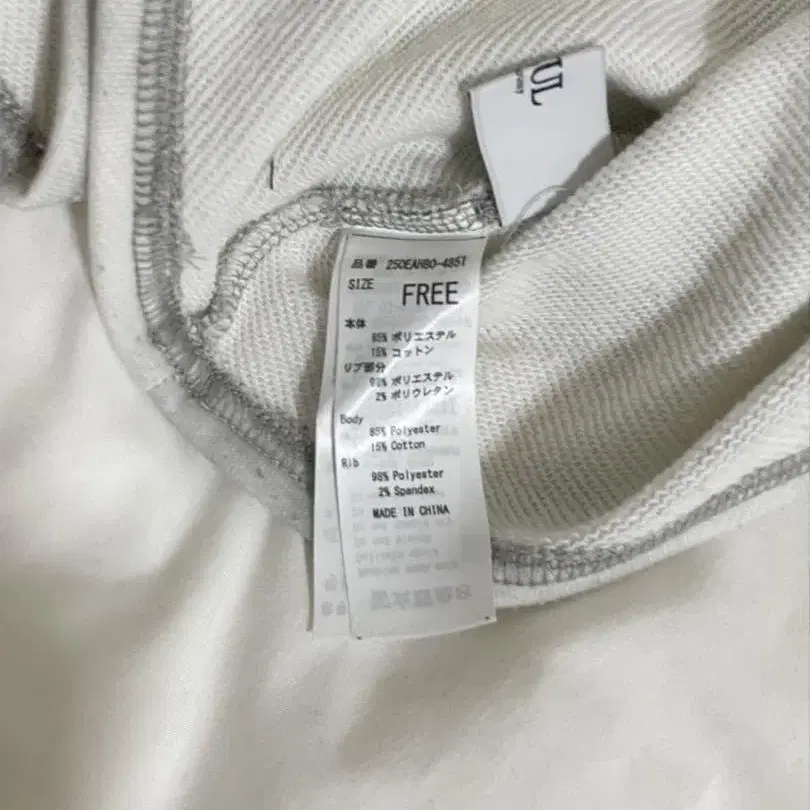 UL
品番 250EAH80-4851
SIZE
FREE
本体
85% ポリエステル
15% コットン
リブ部分
98% ポリエステル
2% ポリウレタン
Body
85% Polyester
15% Cotton
Rib
98% Polyester
2% Spandex
MADE IN CHINA